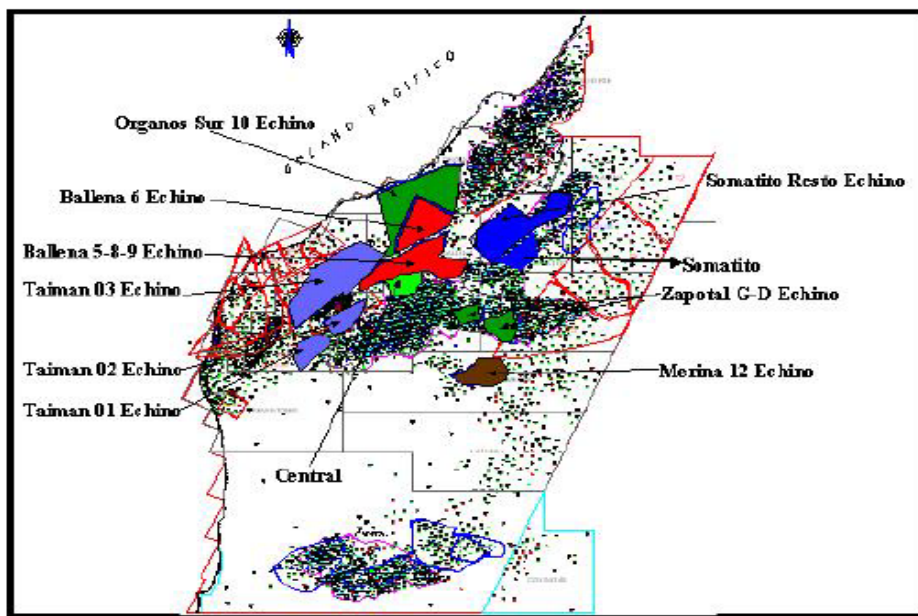 OCEANO PACIFICO
Organos Sur 10 Echino
Ballena 6 Echino
Somatito Resto Echino
Ballena 5-8-9 Echino
Somatito
Taiman 03 Echino
Zapotal G-D Echino
Taiman 02 Echino
Merina 12 Echino
Taiman 01 Echino
Central